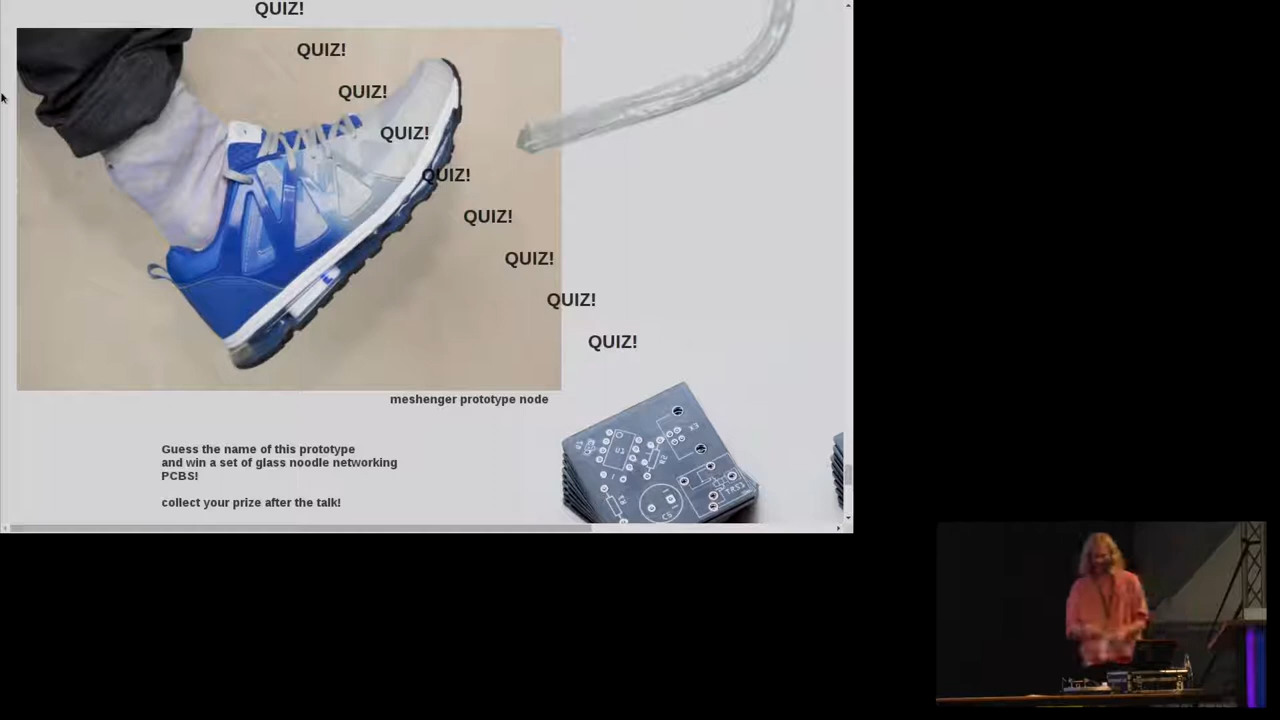 QUIZ!
QUIZ!
QUIZ!
QUIZ!
QUIZ!
QUIZ!
QUIZ!
QUIZ!
QUIZ!
meshenger prototype node
Guess the name of this prototype
and win a set of glass noodle networking
PCBS!
collect your prize after the talk!